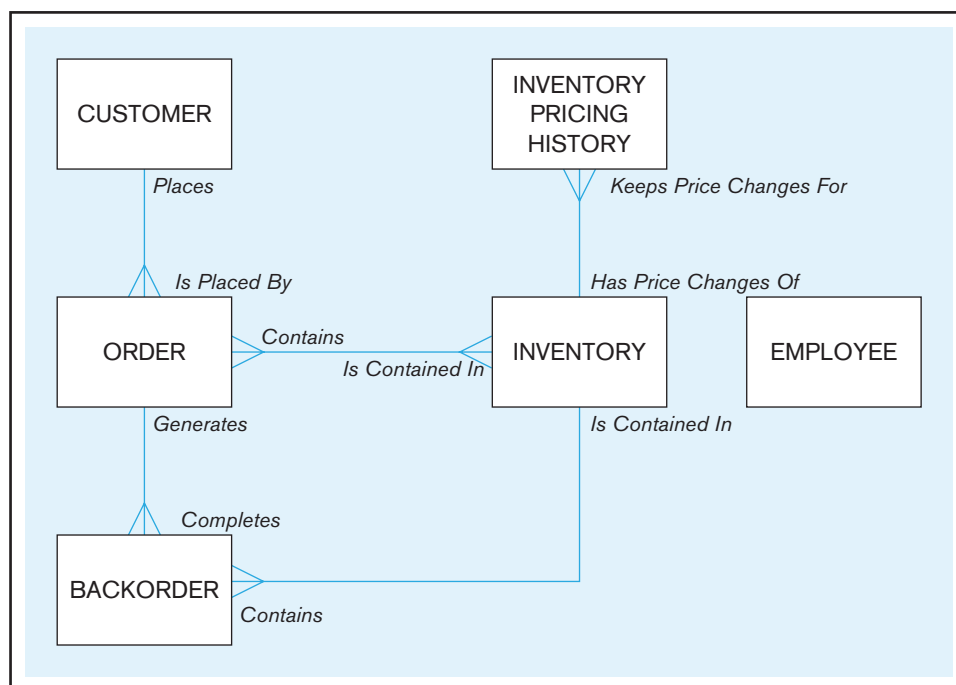 CUSTOMER
INVENTORY
PRICING
HISTORY
Places
Keeps Price Changes For
Is Placed By
Has Price Changes Of
ORDER
Contains
Is Contained In
INVENTORY
EMPLOYEE
Generates
Is Contained In
Completes
BACKORDER
Contains